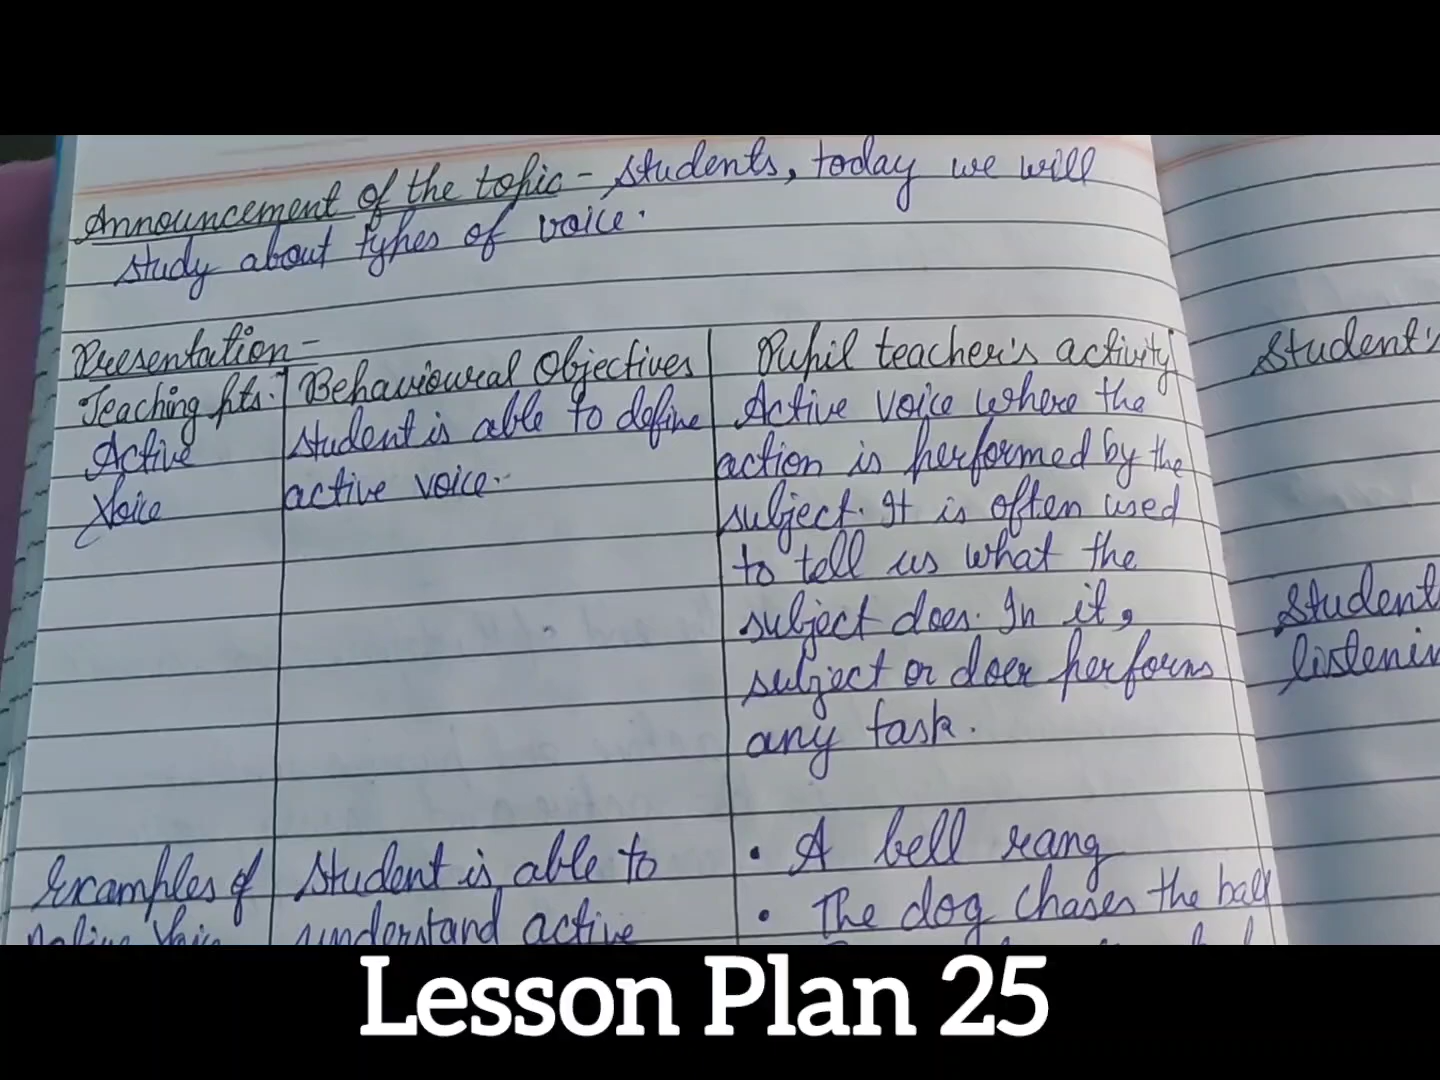 Announcement of the topic - Students, today we will
study about types of voice.
Presentation -
Teaching pts. Behavioural Objectives Pupil teacher's activity Student's
Active Student is able to define Active voice where the
Voice active voice. action is performed by the
subject. It is often used
to tell us what the
subject does. In it, Student
subject or doer performs listenin
any task.
Examples of Student is able to • A bell rang
understand active • The dog chases the ball
Lesson Plan 25